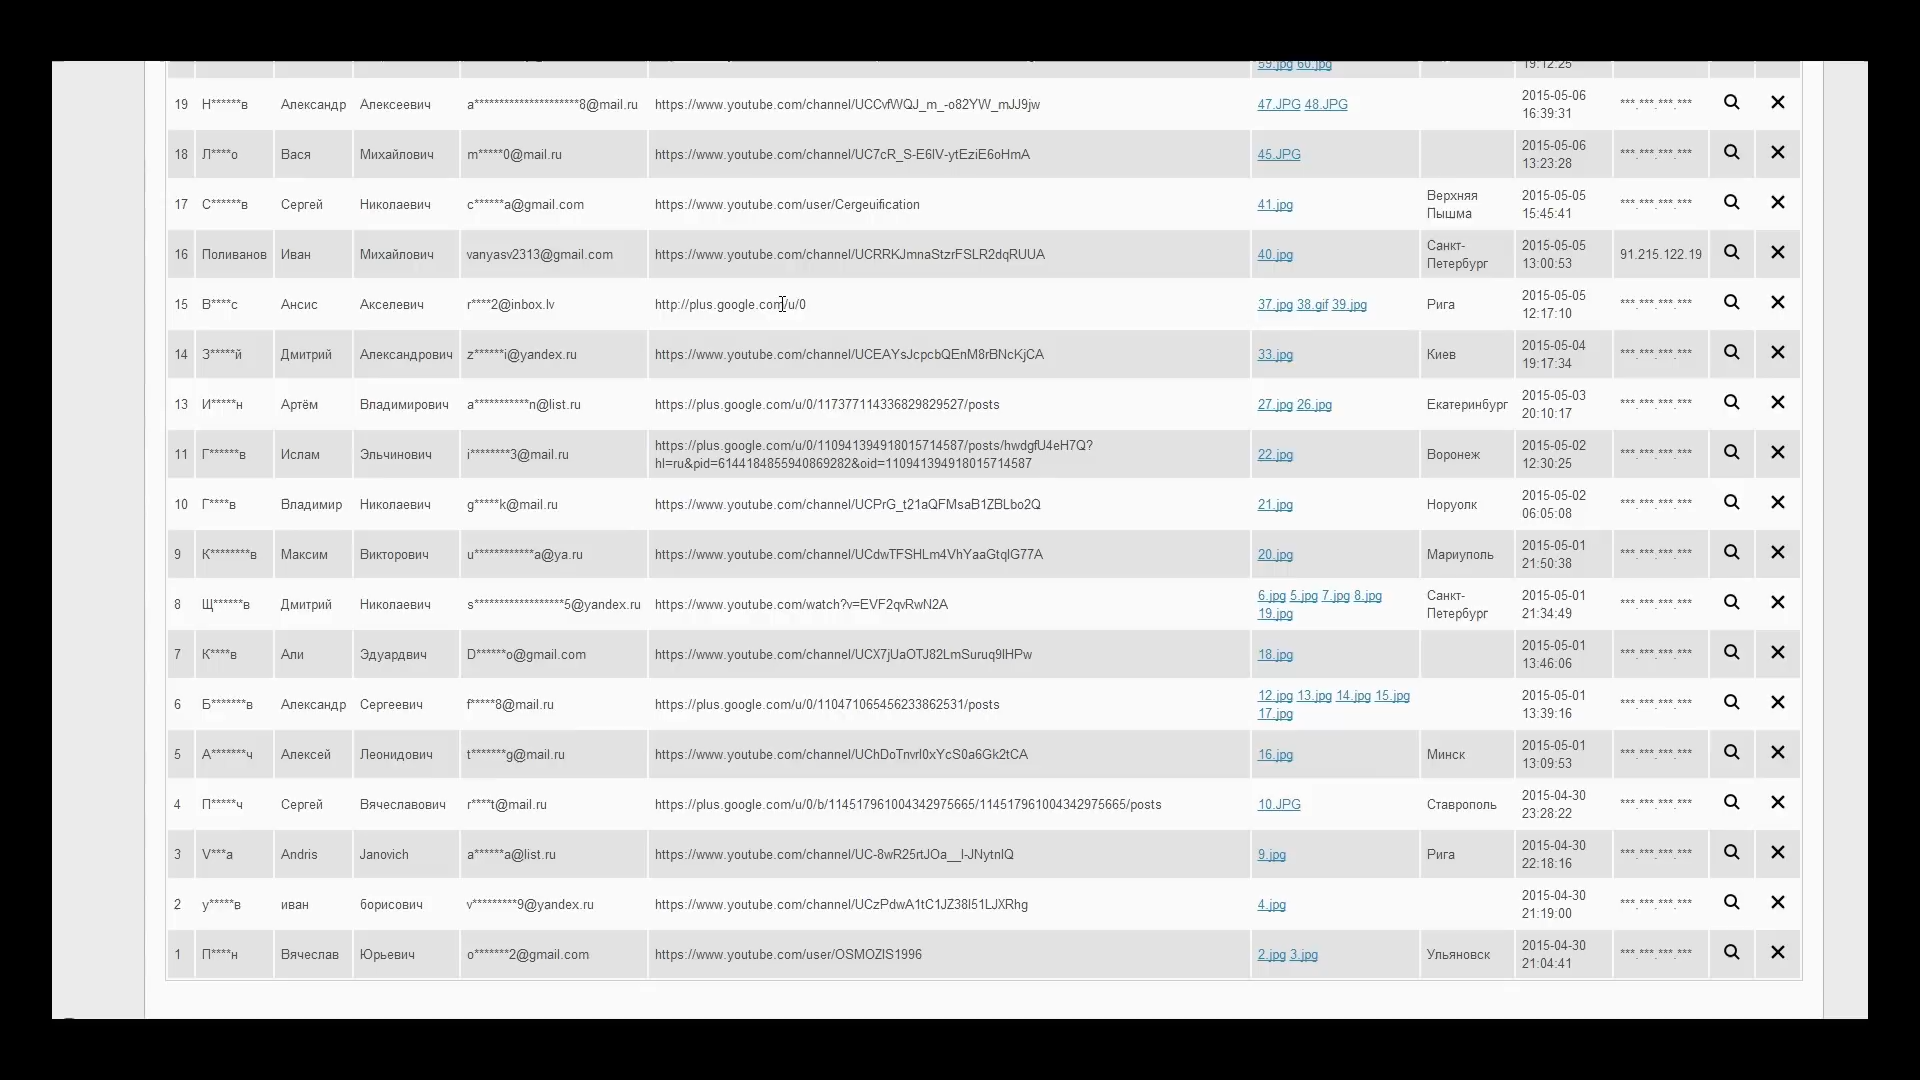 59.jpg 60.jpg 19:12:25
19 Н******в Александр Алексеевич a*********************8@mail.ru https://www.youtube.com/channel/UCCvfWQJ_m_-o82YW_mJJ9jw 47.JPG 48.JPG 2015-05-06 16:39:31 ***.***.***.***
18 Л****о Вася Михайлович m*****0@mail.ru https://www.youtube.com/channel/UC7cR_S-E6lV-ytEziE6oHmA 45.JPG 2015-05-06 13:23:28 ***.***.***.***
17 С******в Сергей Николаевич c******a@gmail.com https://www.youtube.com/user/Cergeuification 41.jpg Верхняя Пышма 2015-05-05 15:45:41 ***.***.***.***
16 Поливанов Иван Михайлович vanyasv2313@gmail.com https://www.youtube.com/channel/UCRRKJmnaStzrFSLR2dqRUUA 40.jpg Санкт-Петербург 2015-05-05 13:00:53 91.215.122.19
15 В****с Ансис Акселевич r****2@inbox.lv http://plus.google.com/u/0 37.jpg 38.gif 39.jpg Рига 2015-05-05 12:17:10 ***.***.***.***
14 З*****й Дмитрий Александрович z******i@yandex.ru https://www.youtube.com/channel/UCEAYsJcpcbQEnM8rBNcKjCA 33.jpg Киев 2015-05-04 19:17:34 ***.***.***.***
13 И*****н Артём Владимирович a***********n@list.ru https://plus.google.com/u/0/117377114336829829527/posts 27.jpg 26.jpg Екатеринбург 2015-05-03 20:10:17 ***.***.***.***
11 Г******в Ислам Эльчинович i********3@mail.ru https://plus.google.com/u/0/110941394918015714587/posts/hwdgfU4eH7Q?hl=ru&pid=6144184855940869282&oid=110941394918015714587 22.jpg Воронеж 2015-05-02 12:30:25 ***.***.***.***
10 Г****в Владимир Николаевич g*****k@mail.ru https://www.youtube.com/channel/UCPrG_t21aQFMsaB1ZBLbo2Q 21.jpg Норуолк 2015-05-02 06:05:08 ***.***.***.***
9 К********в Максим Викторович u************a@ya.ru https://www.youtube.com/channel/UCdwTFSHLm4VhYaaGtqlG77A 20.jpg Мариуполь 2015-05-01 21:50:38 ***.***.***.***
8 Щ******в Дмитрий Николаевич s******************5@yandex.ru https://www.youtube.com/watch?v=EVF2qvRwN2A 6.jpg 5.jpg 7.jpg 8.jpg 19.jpg Санкт-Петербург 2015-05-01 21:34:49 ***.***.***.***
7 К****в Али Эдуардвич D******o@gmail.com https://www.youtube.com/channel/UCX7jUaOTJ82LmSuruq9lHPw 18.jpg 2015-05-01 13:46:06 ***.***.***.***
6 Б*******в Александр Сергеевич f*****8@mail.ru https://plus.google.com/u/0/110471065456233862531/posts 12.jpg 13.jpg 14.jpg 15.jpg 17.jpg 2015-05-01 13:39:16 ***.***.***.***
5 А*******ч Алексей Леонидович t*******g@mail.ru https://www.youtube.com/channel/UChDoTnvrl0xYcS0a6Gk2tCA 16.jpg Минск 2015-05-01 13:09:53 ***.***.***.***
4 П*****ч Сергей Вячеславович r****t@mail.ru https://plus.google.com/u/0/b/114517961004342975665/114517961004342975665/posts 10.JPG Ставрополь 2015-04-30 23:28:22 ***.***.***.***
3 V***a Andris Janovich a******a@list.ru https://www.youtube.com/channel/UC-8wR25rtJOa__l-JNytnlQ 9.jpg Рига 2015-04-30 22:18:16 ***.***.***.***
2 у*****в иван борисович v*********9@yandex.ru https://www.youtube.com/channel/UCzPdwA1tC1JZ38l51LJXRhg 4.jpg 2015-04-30 21:19:00 ***.***.***.***
1 П****н Вячеслав Юрьевич o*******2@gmail.com https://www.youtube.com/user/OSMOZIS1996 2.jpg 3.jpg Ульяновск 2015-04-30 21:04:41 ***.***.***.***